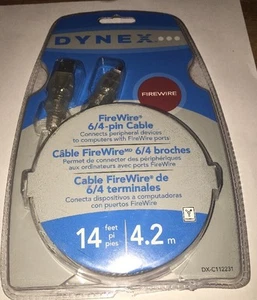 DYNEX
FIREWIRE
FireWire®
6/4-pin Cable
Connects peripheral devices
to computers with FireWire ports
Câble FireWireMD 6/4 broches
Permet de connecter des périphériques
aux ordinateurs avec ports FireWire
Cable FireWire® de
6/4 terminales
Conecta dispositivos a computadoras
con puertos FireWire
14 feet pi pies 4.2 m
DX-C112231